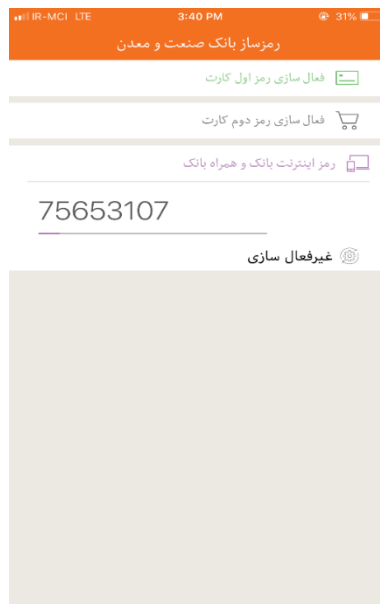 IR-MCI LTE 3:40 PM 31%
رمزساز بانک صنعت و معدن
فعال سازی رمز اول کارت
فعال سازی رمز دوم کارت
رمز اینترنت بانک و همراه بانک
75653107
غیرفعال سازی